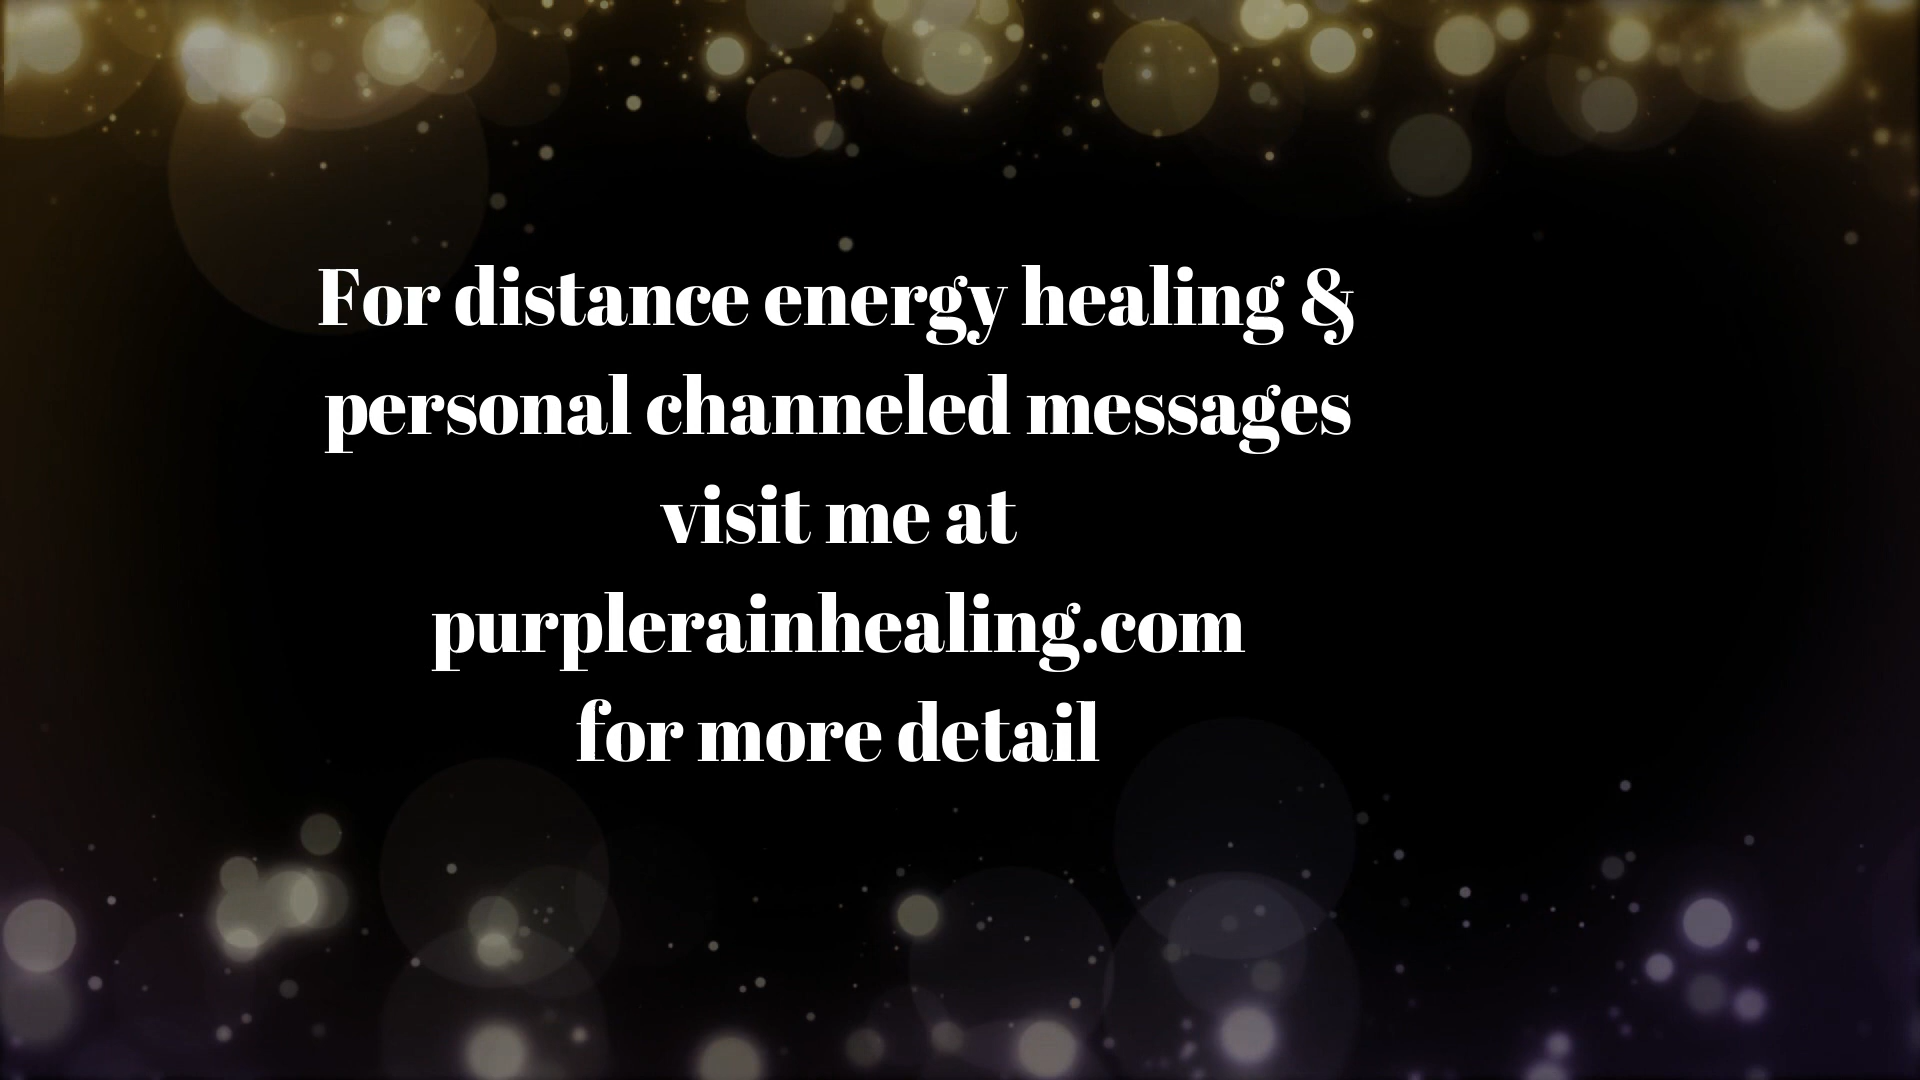 For distance energy healing &
personal channeled messages
visit me at
purplerainhealing.com
for more detail